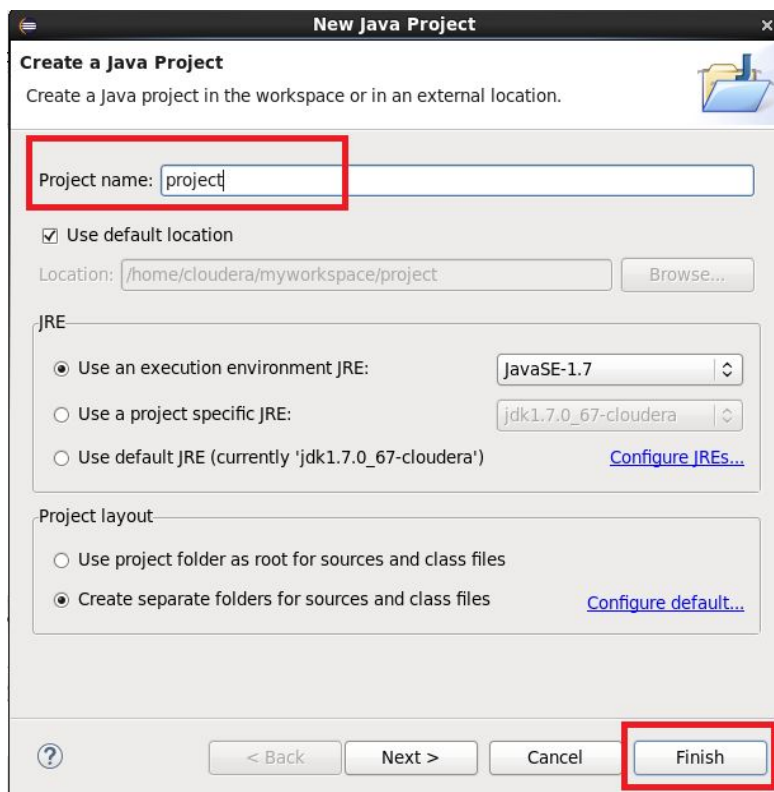 New Java Project
Create a Java Project
Create a Java project in the workspace or in an external location.
Project name: project
Use default location
Location: /home/cloudera/myworkspace/project Browse...
JRE
Use an execution environment JRE: JavaSE-1.7
Use a project specific JRE: jdk1.7.0_67-cloudera
Use default JRE (currently 'jdk1.7.0_67-cloudera') Configure JREs...
Project layout
Use project folder as root for sources and class files
Create separate folders for sources and class files Configure default...
? < Back Next > Cancel Finish